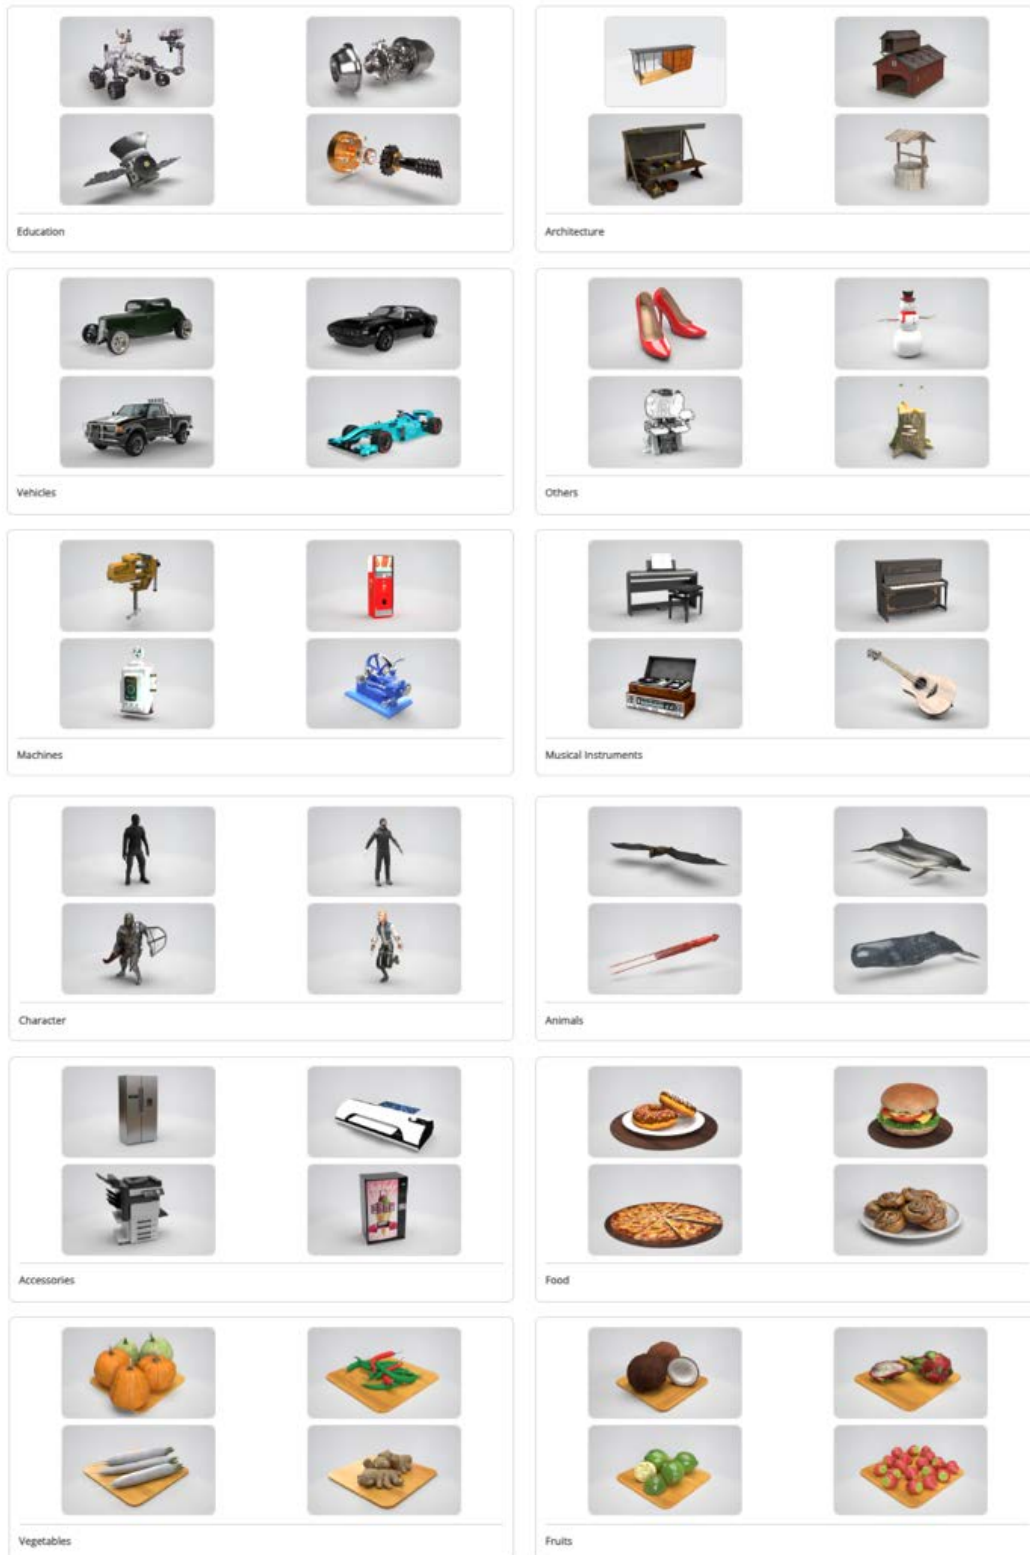 Education
Architecture
Vehicles
Others
Machines
Musical Instruments
Character
Animals
Accessories
Food
Vegetables
Fruits